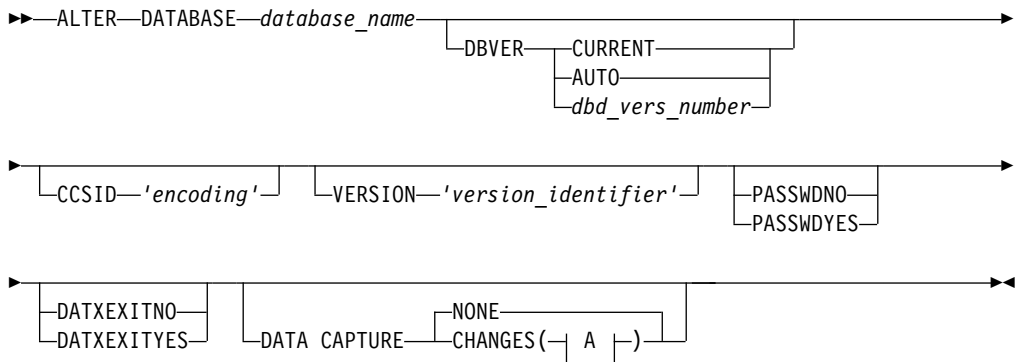 ALTER DATABASE database_name
DBVER CURRENT
AUTO
dbd_vers_number
CCSID 'encoding' VERSION 'version_identifier' PASSWDNO
PASSWDYES
DATXEXITNO NONE
DATXEXITYES DATA CAPTURE CHANGES( A )